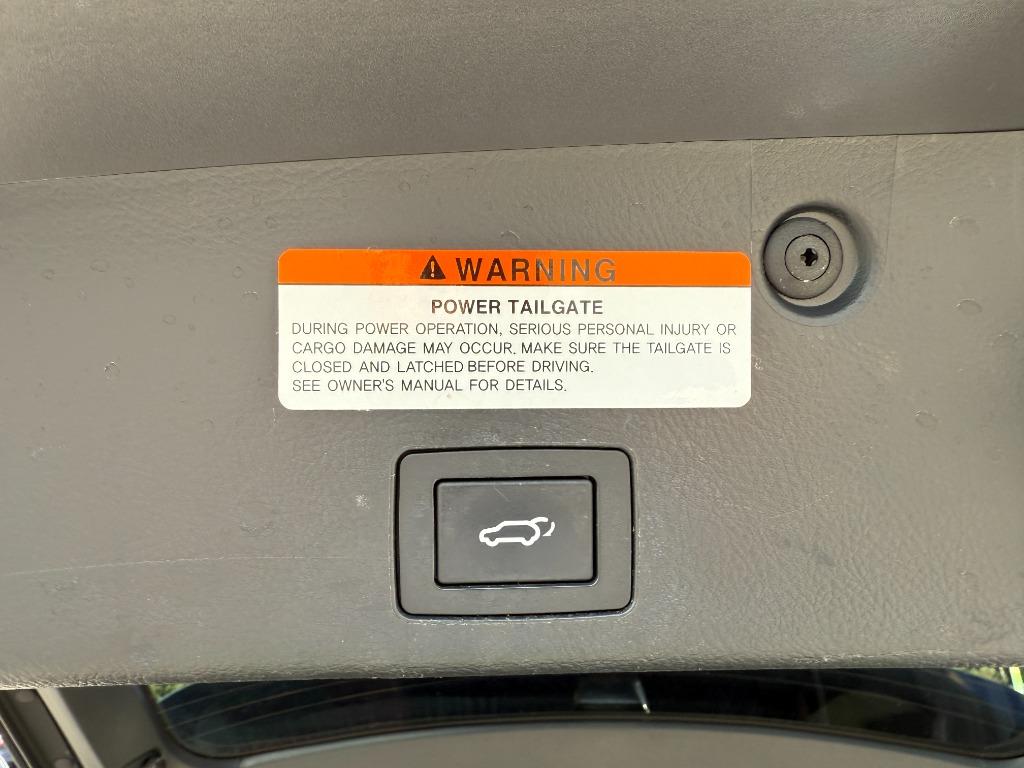 WARNING
POWER TAILGATE
DURING POWER OPERATION, SERIOUS PERSONAL INJURY OR
CARGO DAMAGE MAY OCCUR. MAKE SURE THE TAILGATE IS
CLOSED AND LATCHED BEFORE DRIVING.
SEE OWNER'S MANUAL FOR DETAILS.